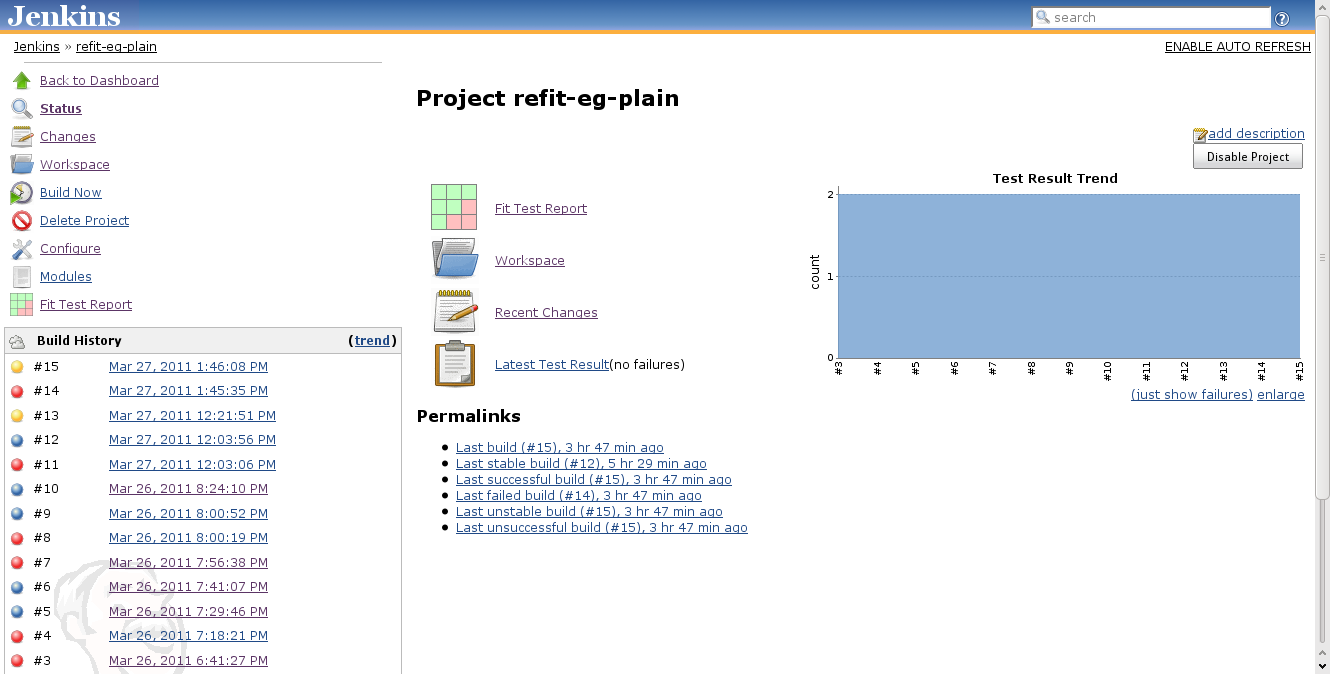 Jenkins
search
?
Jenkins » refit-eg-plain
ENABLE AUTO REFRESH
Back to Dashboard
Status
Changes
Workspace
Build Now
Delete Project
Configure
Modules
Fit Test Report
Build History (trend)
#15 Mar 27, 2011 1:46:08 PM
#14 Mar 27, 2011 1:45:35 PM
#13 Mar 27, 2011 12:21:51 PM
#12 Mar 27, 2011 12:03:56 PM
#11 Mar 27, 2011 12:03:06 PM
#10 Mar 26, 2011 8:24:10 PM
#9 Mar 26, 2011 8:00:52 PM
#8 Mar 26, 2011 8:00:19 PM
#7 Mar 26, 2011 7:56:38 PM
#6 Mar 26, 2011 7:41:07 PM
#5 Mar 26, 2011 7:29:46 PM
#4 Mar 26, 2011 7:18:21 PM
#3 Mar 26, 2011 6:41:27 PM
Project refit-eg-plain
add description
Disable Project
Fit Test Report
Workspace
Recent Changes
Latest Test Result(no failures)
Test Result Trend
count
2
1
0
#3 #4 #5 #6 #7 #8 #9 #10 #11 #12 #13 #14 #15
(just show failures) enlarge
Permalinks
Last build (#15), 3 hr 47 min ago
Last stable build (#12), 5 hr 29 min ago
Last successful build (#15), 3 hr 47 min ago
Last failed build (#14), 3 hr 47 min ago
Last unstable build (#15), 3 hr 47 min ago
Last unsuccessful build (#15), 3 hr 47 min ago